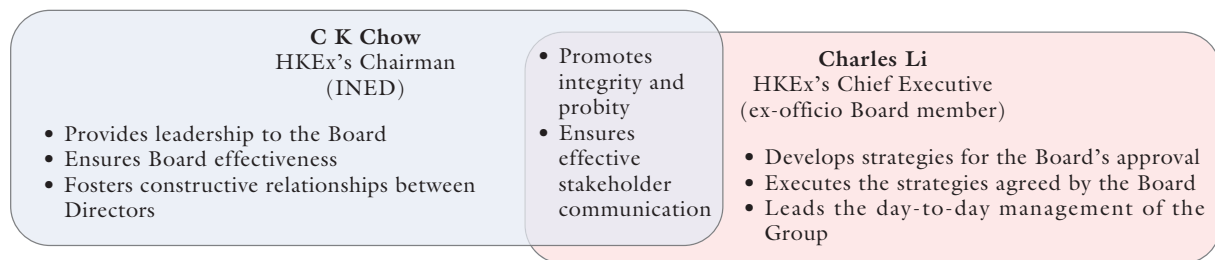 C K Chow
HKEx's Chairman
(INED)
• Provides leadership to the Board
• Ensures Board effectiveness
• Fosters constructive relationships between
Directors
• Promotes
integrity and
probity
• Ensures
effective
stakeholder
communication
Charles Li
HKEx's Chief Executive
(ex-officio Board member)
• Develops strategies for the Board's approval
• Executes the strategies agreed by the Board
• Leads the day-to-day management of the
Group